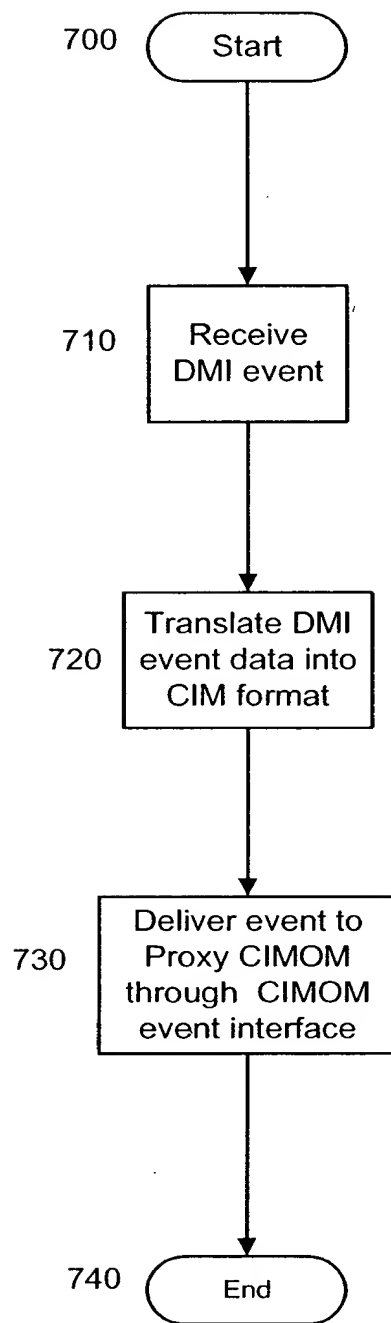 700
Start
710
Receive
DMI event
720
Translate DMI
event data into
CIM format
730
Deliver event to
Proxy CIMOM
through CIMOM
event interface
740
End